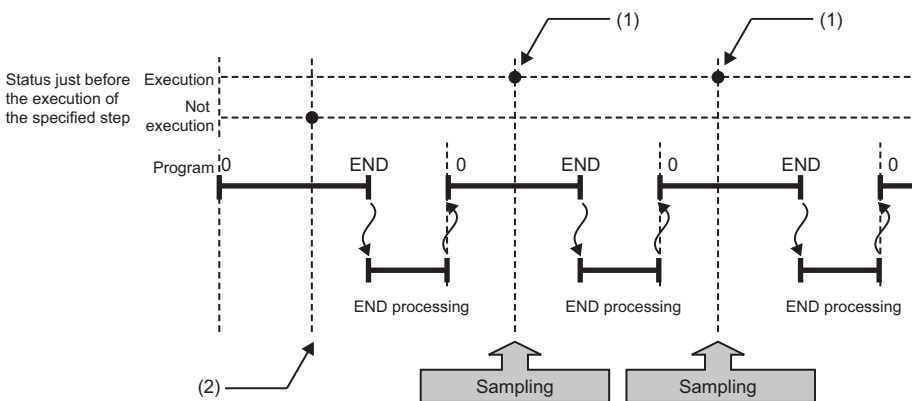 (1)
(1)
Status just before
the execution of
the specified step
Execution
Not
execution
Program
0
END
0
END
0
END
0
END processing
END processing
END processing
(2)
Sampling
Sampling